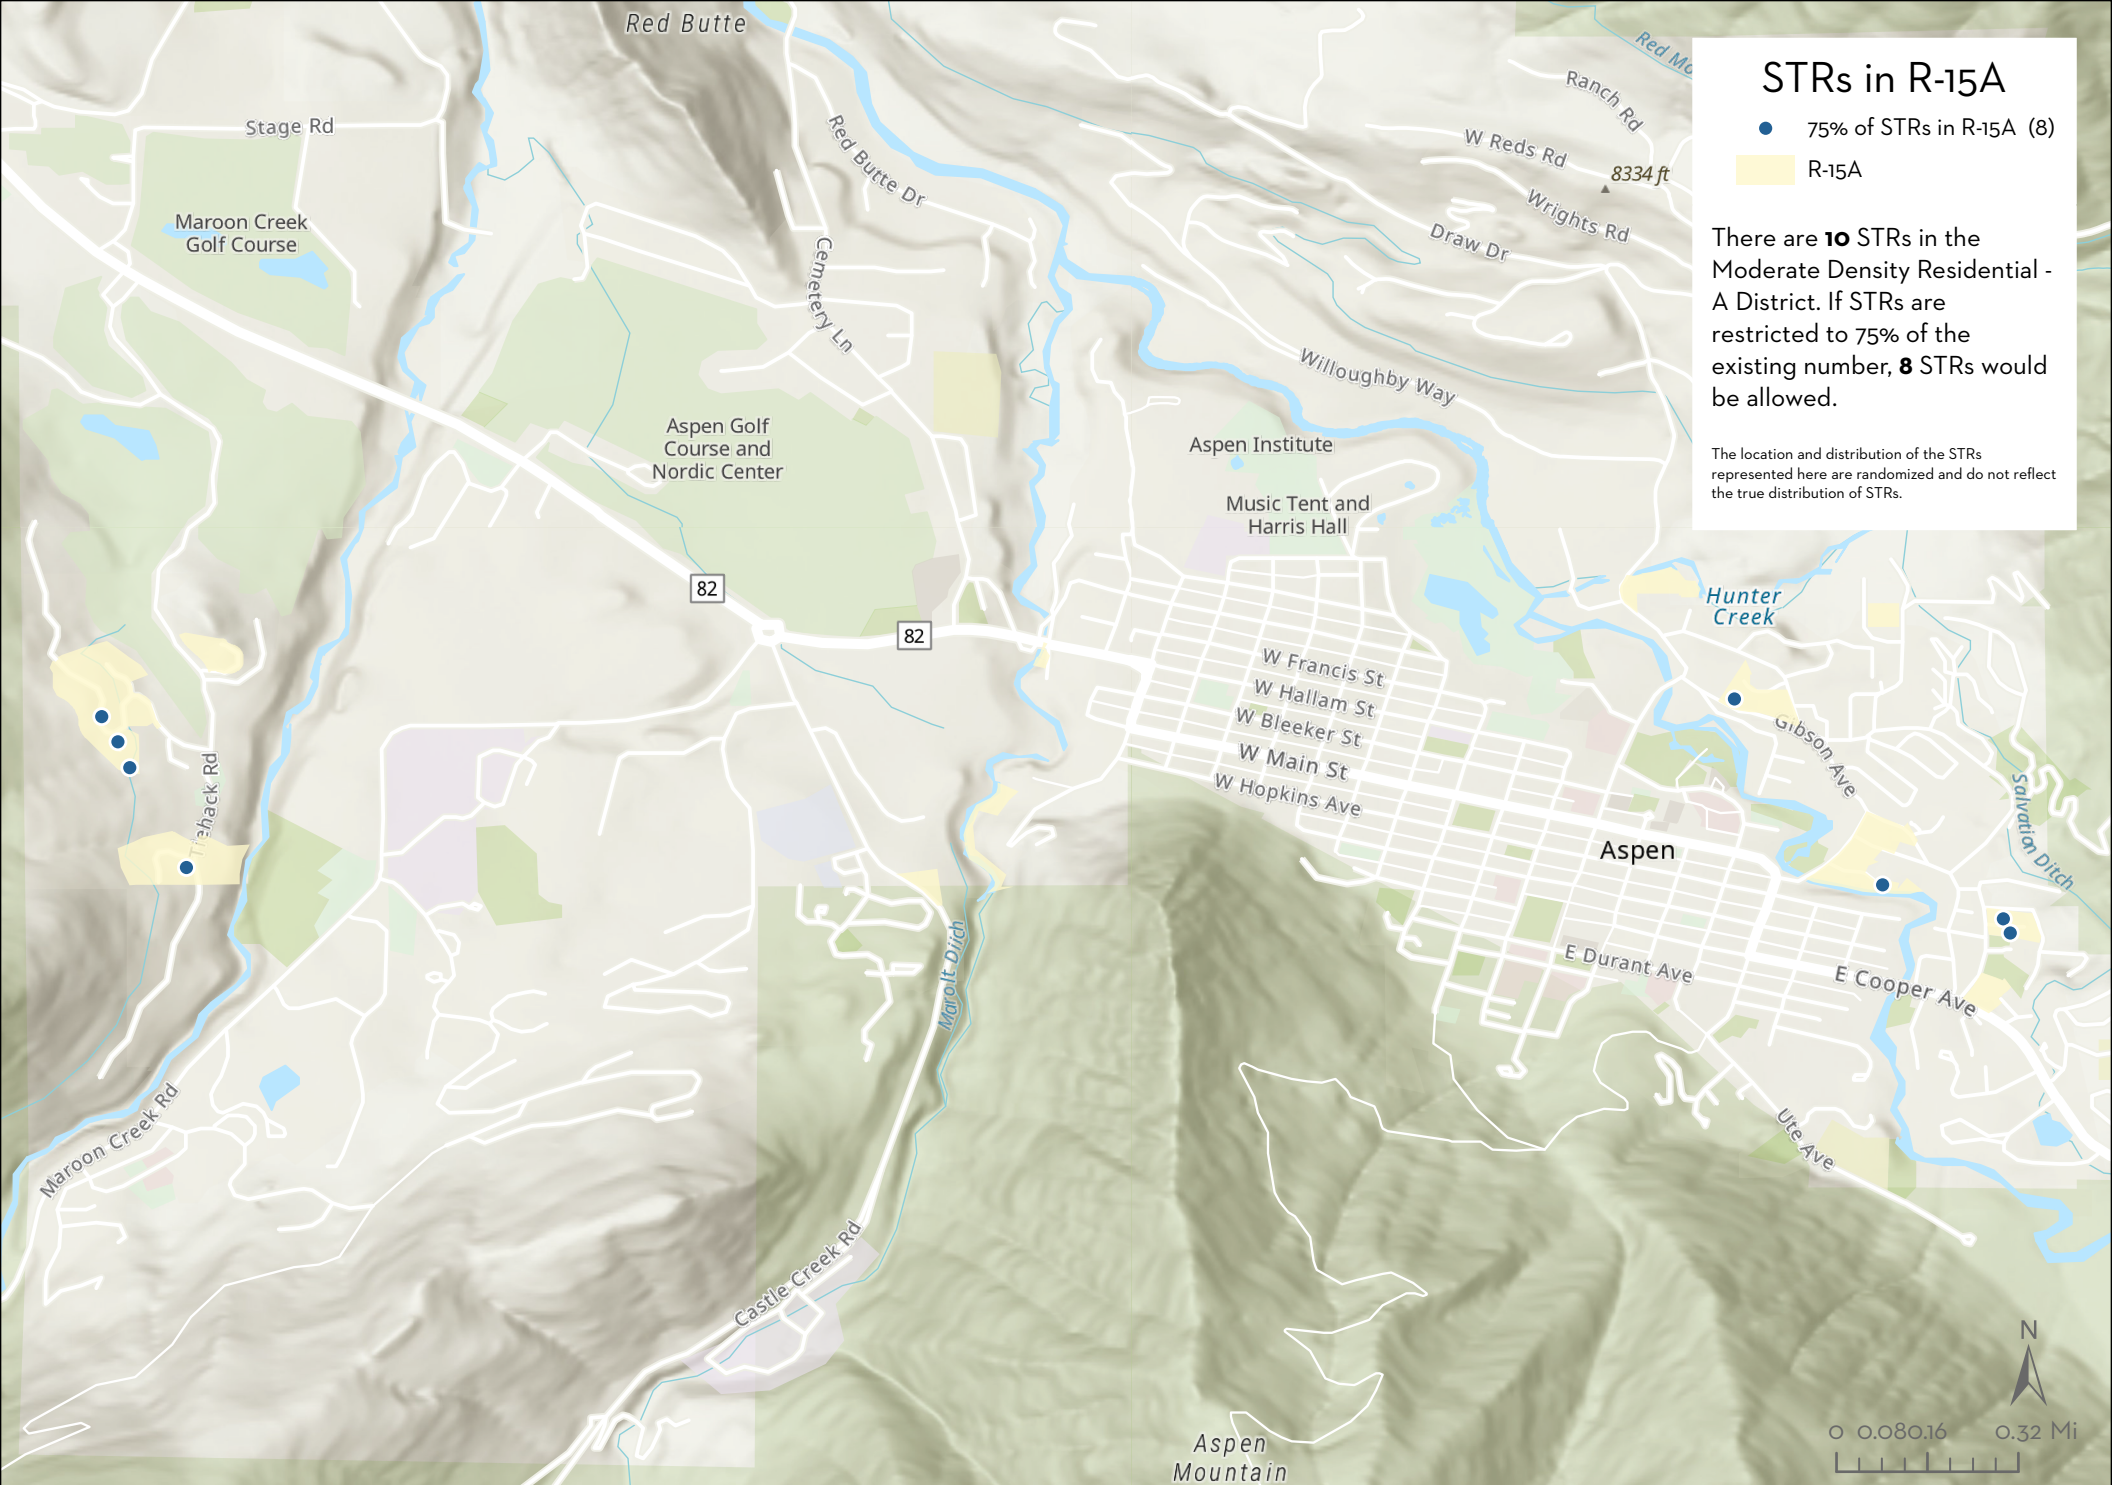 Red Butte
Red Mo
STRs in R-15A
75% of STRs in R-15A (8)
R-15A
There are 10 STRs in the
Moderate Density Residential -
A District. If STRs are
restricted to 75% of the
existing number, 8 STRs would
be allowed.
The location and distribution of the STRs
represented here are randomized and do not reflect
the true distribution of STRs.
Ranch Rd
Stage Rd
Red Butte Dr
W Reds Rd
8334 ft
Wrights Rd
Draw Dr
Maroon Creek
Golf Course
Cemetery Ln
Willoughby Way
Aspen Golf
Course and
Nordic Center
Aspen Institute
Music Tent and
Harris Hall
82
82
Hunter
Creek
W Francis St
W Hallam St
W Bleeker St
W Main St
W Hopkins Ave
Gibson Ave
Salvation Ditch
Aspen
E Durant Ave
E Cooper Ave
Marolt Ditch
Maroon Creek Rd
Ute Ave
Castle Creek Rd
Aspen
Mountain
N
0 0.08 0.16 0.32 Mi